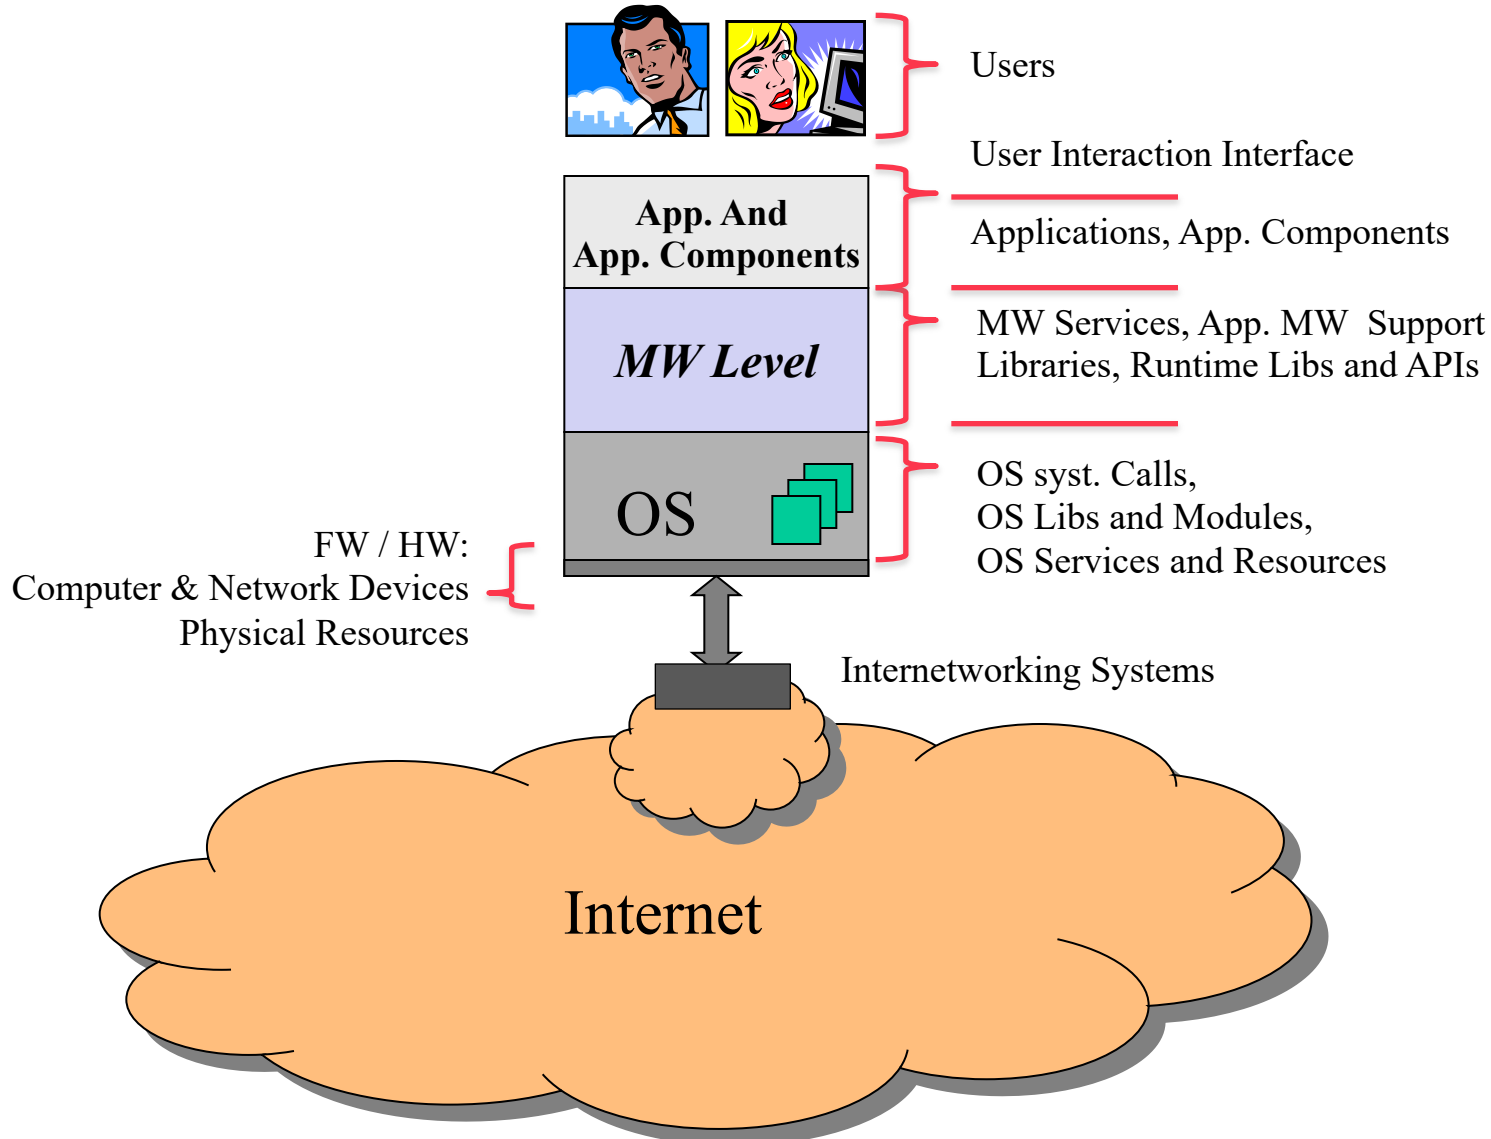 Users
User Interaction Interface
App. And
App. Components
Applications, App. Components
MW Level
MW Services, App. MW Support
Libraries, Runtime Libs and APIs
OS
OS syst. Calls,
OS Libs and Modules,
OS Services and Resources
FW / HW:
Computer & Network Devices
Physical Resources
Internetworking Systems
Internet